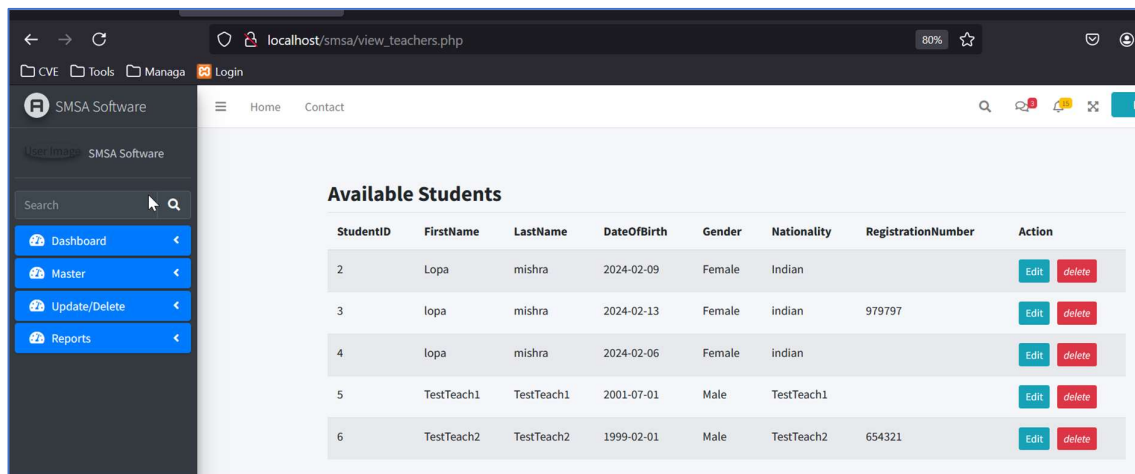 localhost/smsa/view_teachers.php 80%
CVE Tools Managa Login
SMSA Software Home Contact 3 15
User Image SMSA Software
Search
Available Students
StudentID FirstName LastName DateOfBirth Gender Nationality RegistrationNumber Action
Dashboard
Master
Update/Delete
Reports
2 Lopa mishra 2024-02-09 Female Indian Edit delete
3 lopa mishra 2024-02-13 Female indian 979797 Edit delete
4 lopa mishra 2024-02-06 Female indian Edit delete
5 TestTeach1 TestTeach1 2001-07-01 Male TestTeach1 Edit delete
6 TestTeach2 TestTeach2 1999-02-01 Male TestTeach2 654321 Edit delete